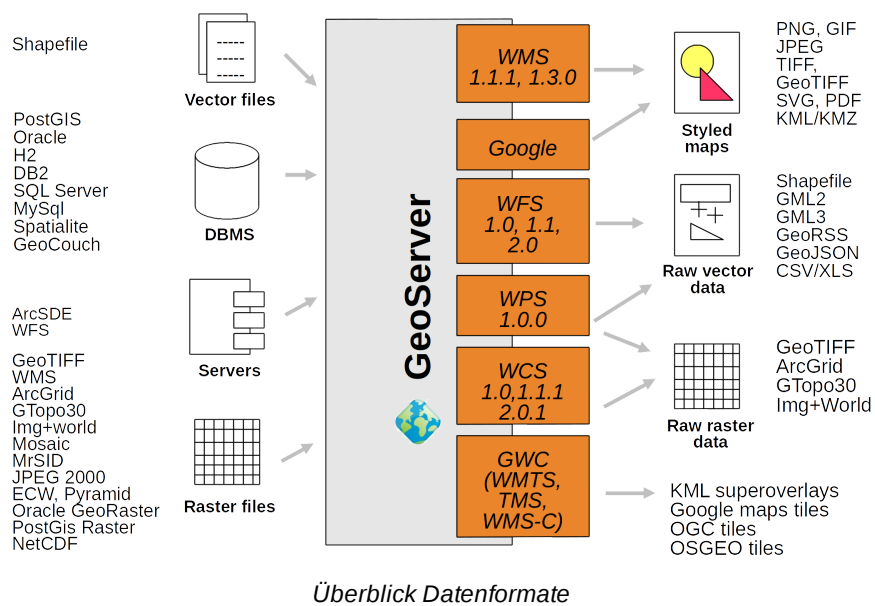 Shapefile
Vector files
PostGIS
Oracle
H2
DB2
SQL Server
MySql
Spatialite
GeoCouch
DBMS
ArcSDE
WFS
Servers
GeoTIFF
WMS
ArcGrid
GTopo30
Img+world
Mosaic
MrSID
JPEG 2000
ECW, Pyramid
Oracle GeoRaster
PostGis Raster
NetCDF
Raster files
GeoServer
WMS
1.1.1, 1.3.0
Google
WFS
1.0, 1.1,
2.0
WPS
1.0.0
WCS
1.0,1.1.1
2.0.1
GWC
(WMTS,
TMS,
WMS-C)
Styled
maps
PNG, GIF
JPEG
TIFF,
GeoTIFF
SVG, PDF
KML/KMZ
Raw vector
data
Shapefile
GML2
GML3
GeoRSS
GeoJSON
CSV/XLS
Raw raster
data
GeoTIFF
ArcGrid
GTopo30
Img+World
KML superoverlays
Google maps tiles
OGC tiles
OSGEO tiles
Überblick Datenformate